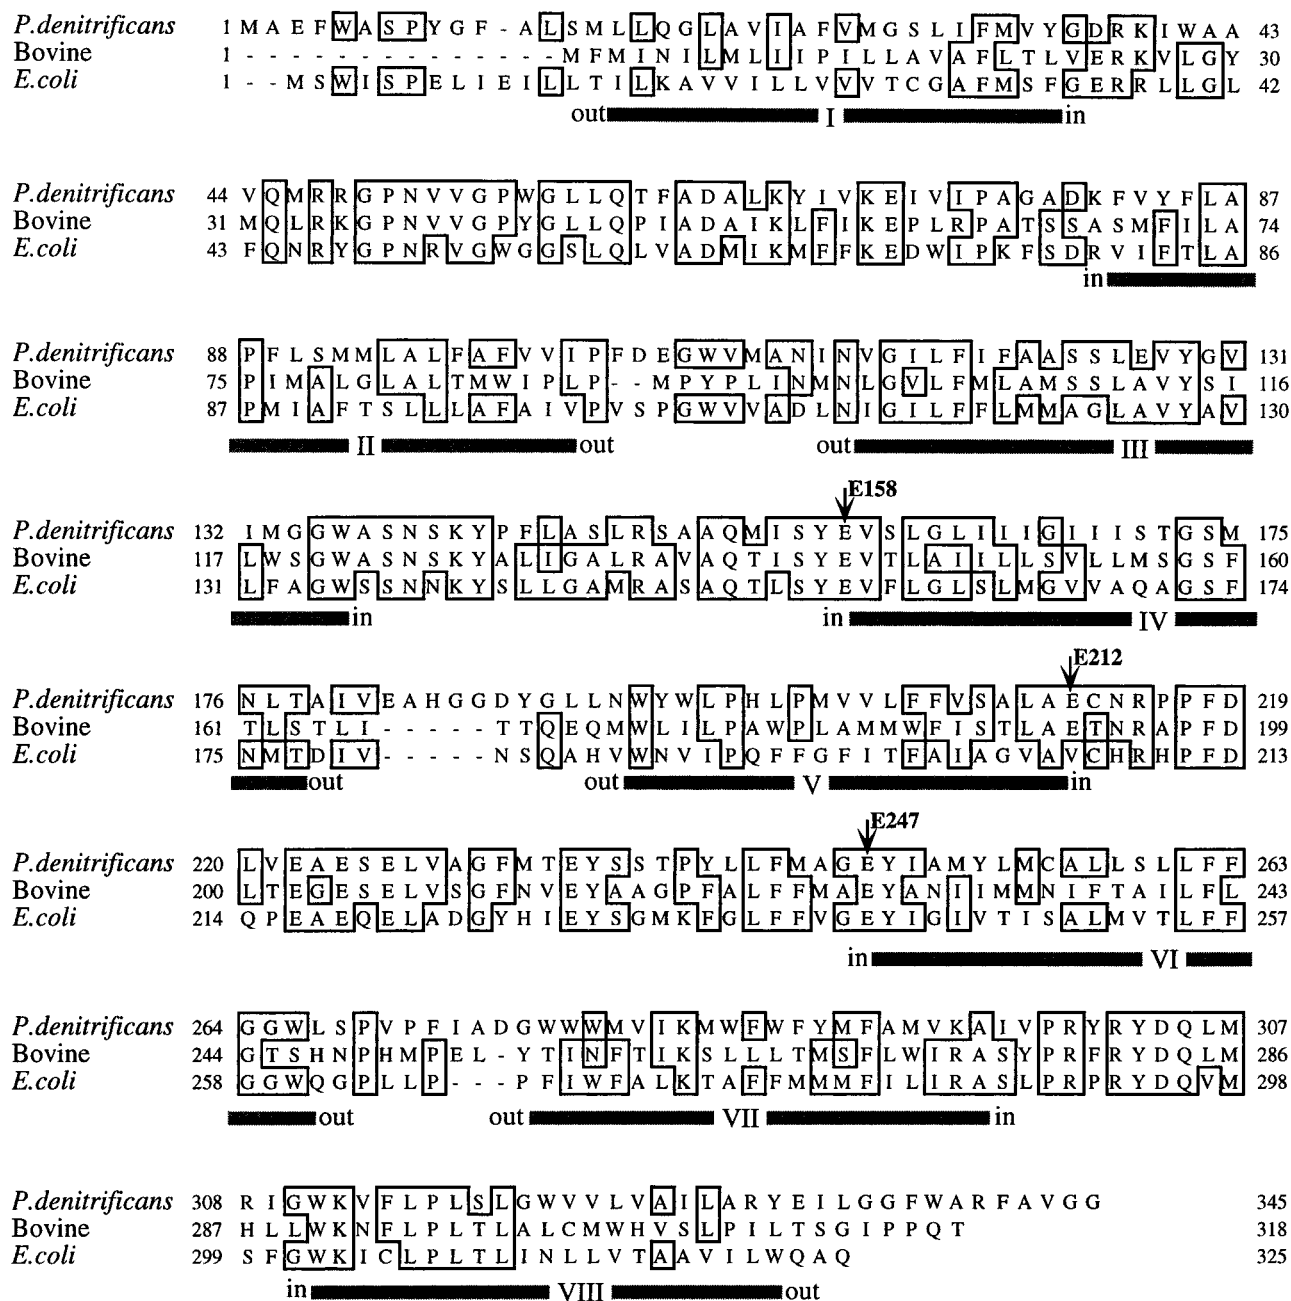 P.denitrificans 1 M A E F W A S P Y G F - A L S M L L Q G L A V I A F V M G S L I F M V Y G D R K I W A A 43
Bovine 1 - - - - - - - - - - - - - - M F M I N I L M L I I P I L L A V A F L T L V E R K V L G Y 30
E.coli 1 - - M S W I S P E L I E I L L T I L K A V V I L L V V V T C G A F M S F G E R R L L G L 42
out I in
P.denitrificans 44 V Q M R R G P N V V G P W G L L Q T F A D A L K Y I V K E I V I P A G A D K F V Y F L A 87
Bovine 31 M Q L R K G P N V V G P Y G L L Q P I A D A I K L F I K E P L R P A T S S A S M F I L A 74
E.coli 43 F Q N R Y G P N R V G W G G S L Q L V A D M I K M F F K E D W I P K F S D R V I F T L A 86
in
P.denitrificans 88 P F L S M M L A L F A F V V I P F D E G W V M A N I N V G I L F I F A A S S L E V Y G V 131
Bovine 75 P I M A L G L A L T M W I P L P - - M P Y P L I N M N L G V L F M L A M S S L A V Y S I 116
E.coli 87 P M I A F T S L L L A F A I V P V S P G W V V A D L N I G I L F F L M M A G L A V Y A V 130
II out out III
E158
P.denitrificans 132 I M G G W A S N S K Y P F L A S L R S A A Q M I S Y E V S L G L I I I G I I I S T G S M 175
Bovine 117 L W S G W A S N S K Y A L I G A L R A V A Q T I S Y E V T L A I I L L S V L L M S G S F 160
E.coli 131 L F A G W S S N N K Y S L L G A M R A S A Q T L S Y E V F L G L S L M G V V A Q A G S F 174
in in IV
E212
P.denitrificans 176 N L T A I V E A H G G D Y G L L N W Y W L P H L P M V V L F F V S A L A E C N R P P F D 219
Bovine 161 T L S T L I - - - - - T T Q E Q M W L I L P A W P L A M M W F I S T L A E T N R A P F D 199
E.coli 175 N M T D I V - - - - - N S Q A H V W N V I P Q F F G F I T F A I A G V A V C H R H P F D 213
out out V in
E247
P.denitrificans 220 L V E A E S E L V A G F M T E Y S S T P Y L L F M A G E Y I A M Y L M C A L L S L L F F 263
Bovine 200 L T E G E S E L V S G F N V E Y A A G P F A L F F M A E Y A N I I M M N I F T A I L F L 243
E.coli 214 Q P E A E Q E L A D G Y H I E Y S G M K F G L F F V G E Y I G I V T I S A L M V T L F F 257
in VI
P.denitrificans 264 G G W L S P V P F I A D G W W W M V I K M W F W F Y M F A M V K A I V P R Y R Y D Q L M 307
Bovine 244 G T S H N P H M P E L - Y T I N F T I K S L L L T M S F L W I R A S Y P R F R Y D Q L M 286
E.coli 258 G G W Q G P L L P - - - P F I W F A L K T A F F M M M F I L I R A S L P R P R Y D Q V M 298
out out VII in
P.denitrificans 308 R I G W K V F L P L S L G W V V L V A I L A R Y E I L G G F W A R F A V G G 345
Bovine 287 H L L W K N F L P L T L A L C M W H V S L P I L T S G I P P Q T 318
E.coli 299 S F G W K I C L P L T L I N L L V T A A V I L W Q A Q 325
in VIII out